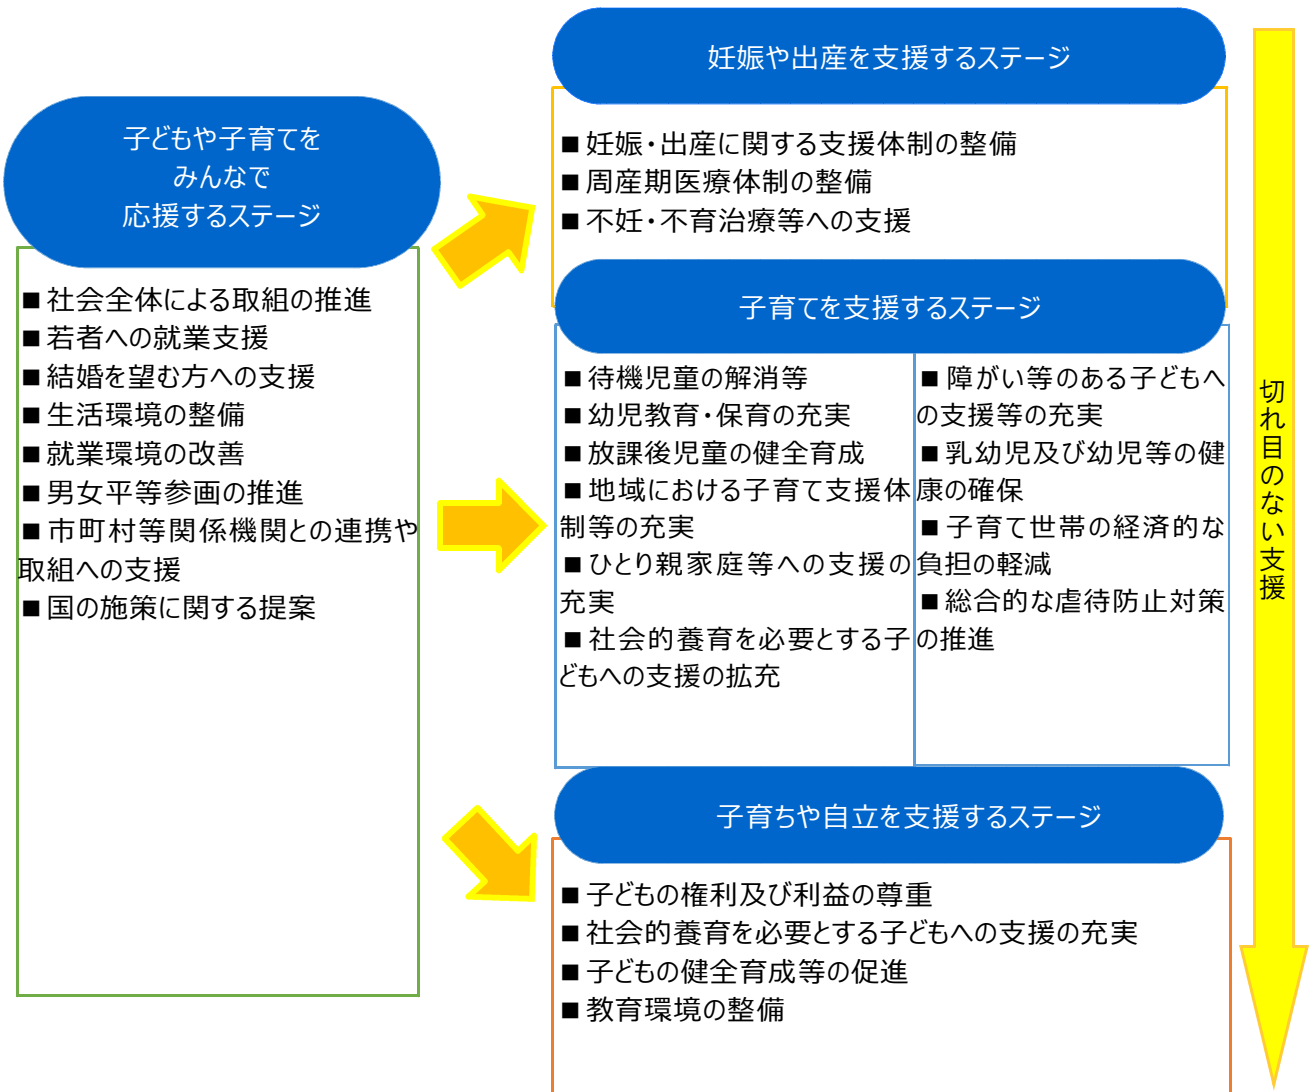 子どもや子育てを
みんなで
応援するステージ
■社会全体による取組の推進
■若者への就業支援
■結婚を望む方への支援
■生活環境の整備
■就業環境の改善
■男女平等参画の推進
■市町村等関係機関との連携や
取組への支援
■国の施策に関する提案
妊娠や出産を支援するステージ
■妊娠・出産に関する支援体制の整備
■周産期医療体制の整備
■不妊・不育治療等への支援
子育てを支援するステージ
■待機児童の解消等
■幼児教育・保育の充実
■放課後児童の健全育成
■地域における子育て支援体
制等の充実
■ひとり親家庭等への支援の
充実
■社会的養育を必要とする子
どもへの支援の拡充
■障がい等のある子どもへ
の支援等の充実
■乳幼児及び幼児等の健
康の確保
■子育て世帯の経済的な
負担の軽減
■総合的な虐待防止対策
の推進
子育ちや自立を支援するステージ
■子どもの権利及び利益の尊重
■社会的養育を必要とする子どもへの支援の充実
■子どもの健全育成等の促進
■教育環境の整備
切れ目のない支援